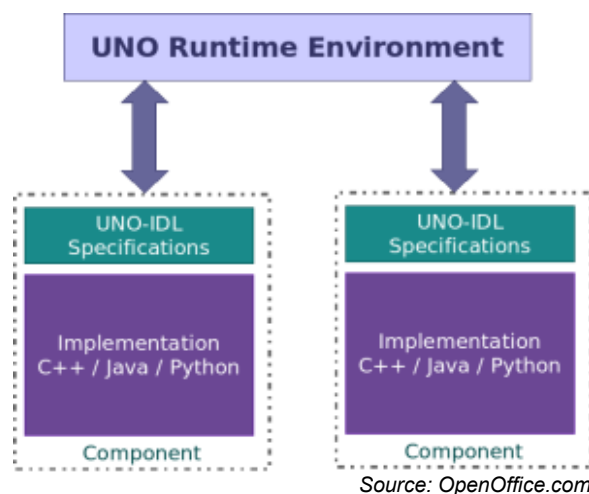 UNO Runtime Environment
UNO-IDL
Specifications
Implementation
C++ / Java / Python
Component
UNO-IDL
Specifications
Implementation
C++ / Java / Python
Component
Source: OpenOffice.com